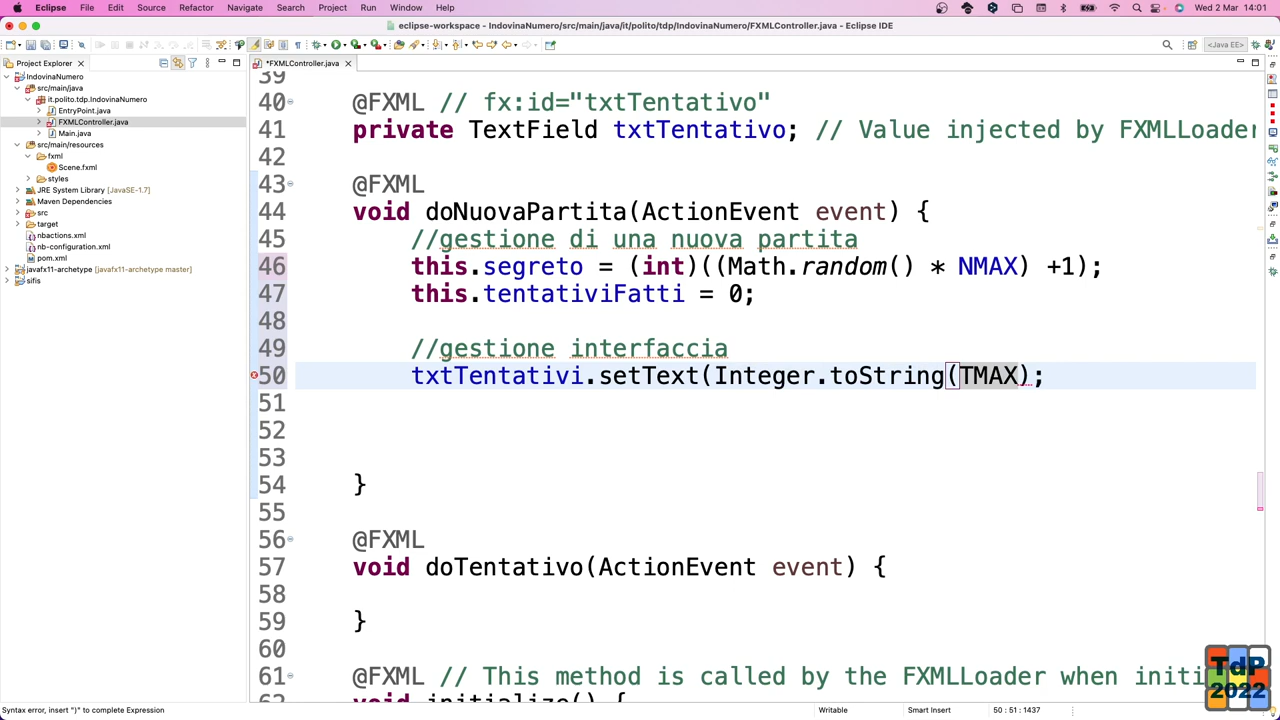 Eclipse File Edit Source Refactor Navigate Search Project Run Window Help Wed 2 Mar 14:01
eclipse-workspace - IndovinaNumero/src/main/java/it/polito/tdp/IndovinaNumero/FXMLController.java - Eclipse IDE
<Java EE>
Project Explorer
*FXMLController.java
IndovinaNumero
src/main/java
it.polito.tdp.IndovinaNumero
EntryPoint.java
FXMLController.java
Main.java
src/main/resources
fxml
Scene.fxml
styles
JRE System Library [JavaSE-1.7]
Maven Dependencies
src
target
nbactions.xml
nb-configuration.xml
pom.xml
javafx11-archetype [javafx11-archetype master]
sifis
39
40 @FXML // fx:id="txtTentativo"
41 private TextField txtTentativo; // Value injected by FXMLLoader
42
43 @FXML
44 void doNuovaPartita(ActionEvent event) {
45 //gestione di una nuova partita
46 this.segreto = (int)((Math.random() * NMAX) +1);
47 this.tentativiFatti = 0;
48
49 //gestione interfaccia
50 txtTentativi.setText(Integer.toString(TMAX);
51
52
53
54 }
55
56 @FXML
57 void doTentativo(ActionEvent event) {
58
59 }
60
61 @FXML // This method is called by the FXMLLoader when initi
62 void initialize() {
Syntax error, insert ")" to complete Expression
Writable
Smart Insert
50 : 51 : 1437
TdP
2022